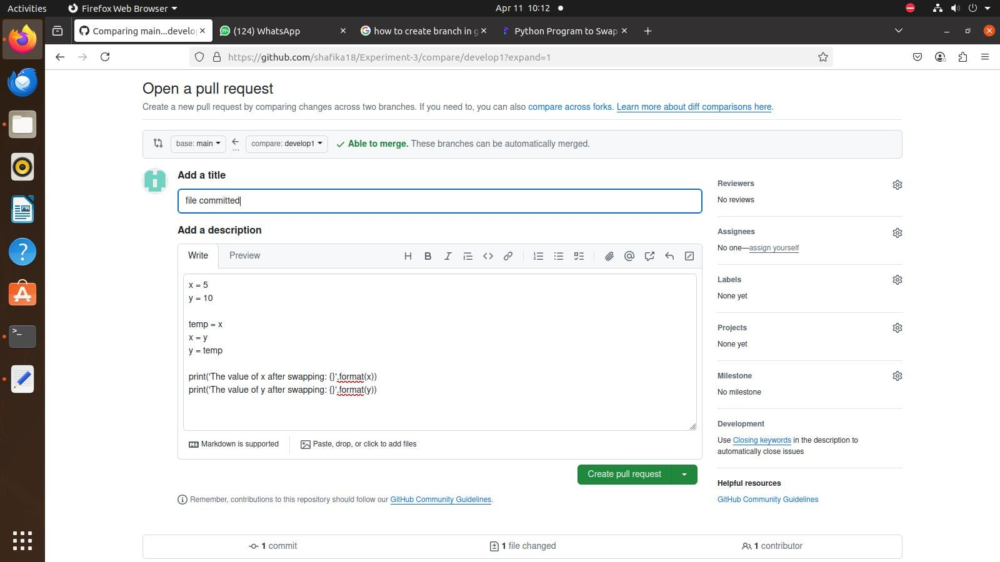 Activities
Firefox Web Browser
Apr 11 10:12
Comparing main...develo
(124) WhatsApp
how to create branch in g
Python Program to Swap
https://github.com/shafika18/Experiment-3/compare/develop1?expand=1
Open a pull request
Create a new pull request by comparing changes across two branches. If you need to, you can also compare across forks. Learn more about diff comparisons here.
base: main
...
compare: develop1
Able to merge. These branches can be automatically merged.
Add a title
file committed
Add a description
Write
Preview
x = 5
y = 10
temp = x
x = y
y = temp
print('The value of x after swapping: {}'.format(x))
print('The value of y after swapping: {}'.format(y))
Markdown is supported
Paste, drop, or click to add files
Create pull request
Remember, contributions to this repository should follow our GitHub Community Guidelines.
Reviewers
No reviews
Assignees
No one—assign yourself
Labels
None yet
Projects
None yet
Milestone
No milestone
Development
Use Closing keywords in the description to
automatically close issues
Helpful resources
GitHub Community Guidelines
1 commit
1 file changed
1 contributor